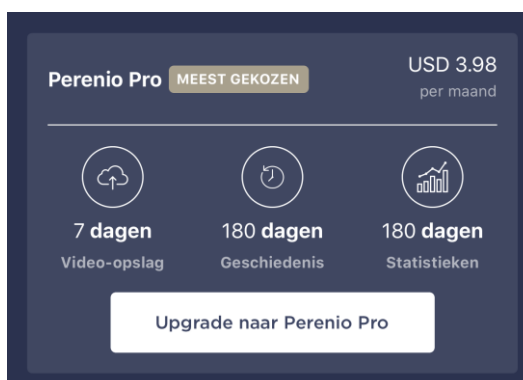 Perenio Pro MEEST GEKOZEN
USD 3.98
per maand
7 dagen
Video-opslag
180 dagen
Geschiedenis
180 dagen
Statistieken
Upgrade naar Perenio Pro